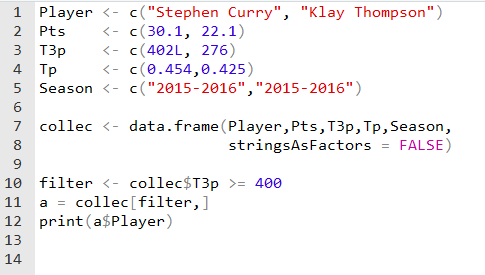 1 Player <- c("Stephen Curry", "Klay Thompson")
2 Pts    <- c(30.1, 22.1)
3 T3p    <- c(402L, 276)
4 Tp     <- c(0.454,0.425)
5 Season <- c("2015-2016","2015-2016")
6
7 collec <- data.frame(Player,Pts,T3p,Tp,Season,
8                      stringsAsFactors = FALSE)
9
10 filter <- collec$T3p >= 400
11 a = collec[filter,]
12 print(a$Player)
13
14